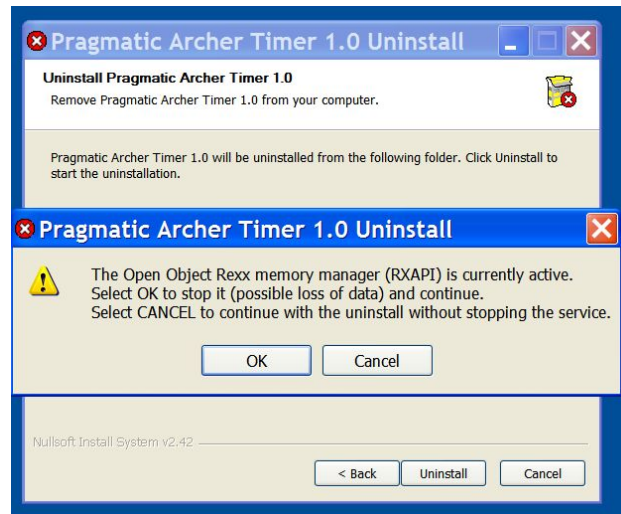 Pragmatic Archer Timer 1.0 Uninstall
Uninstall Pragmatic Archer Timer 1.0
Remove Pragmatic Archer Timer 1.0 from your computer.
Pragmatic Archer Timer 1.0 will be uninstalled from the following folder. Click Uninstall to
start the uninstallation.
Pragmatic Archer Timer 1.0 Uninstall
The Open Object Rexx memory manager (RXAPI) is currently active.
Select OK to stop it (possible loss of data) and continue.
Select CANCEL to continue with the uninstall without stopping the service.
OK Cancel
Nullsoft Install System v2.42
< Back Uninstall Cancel